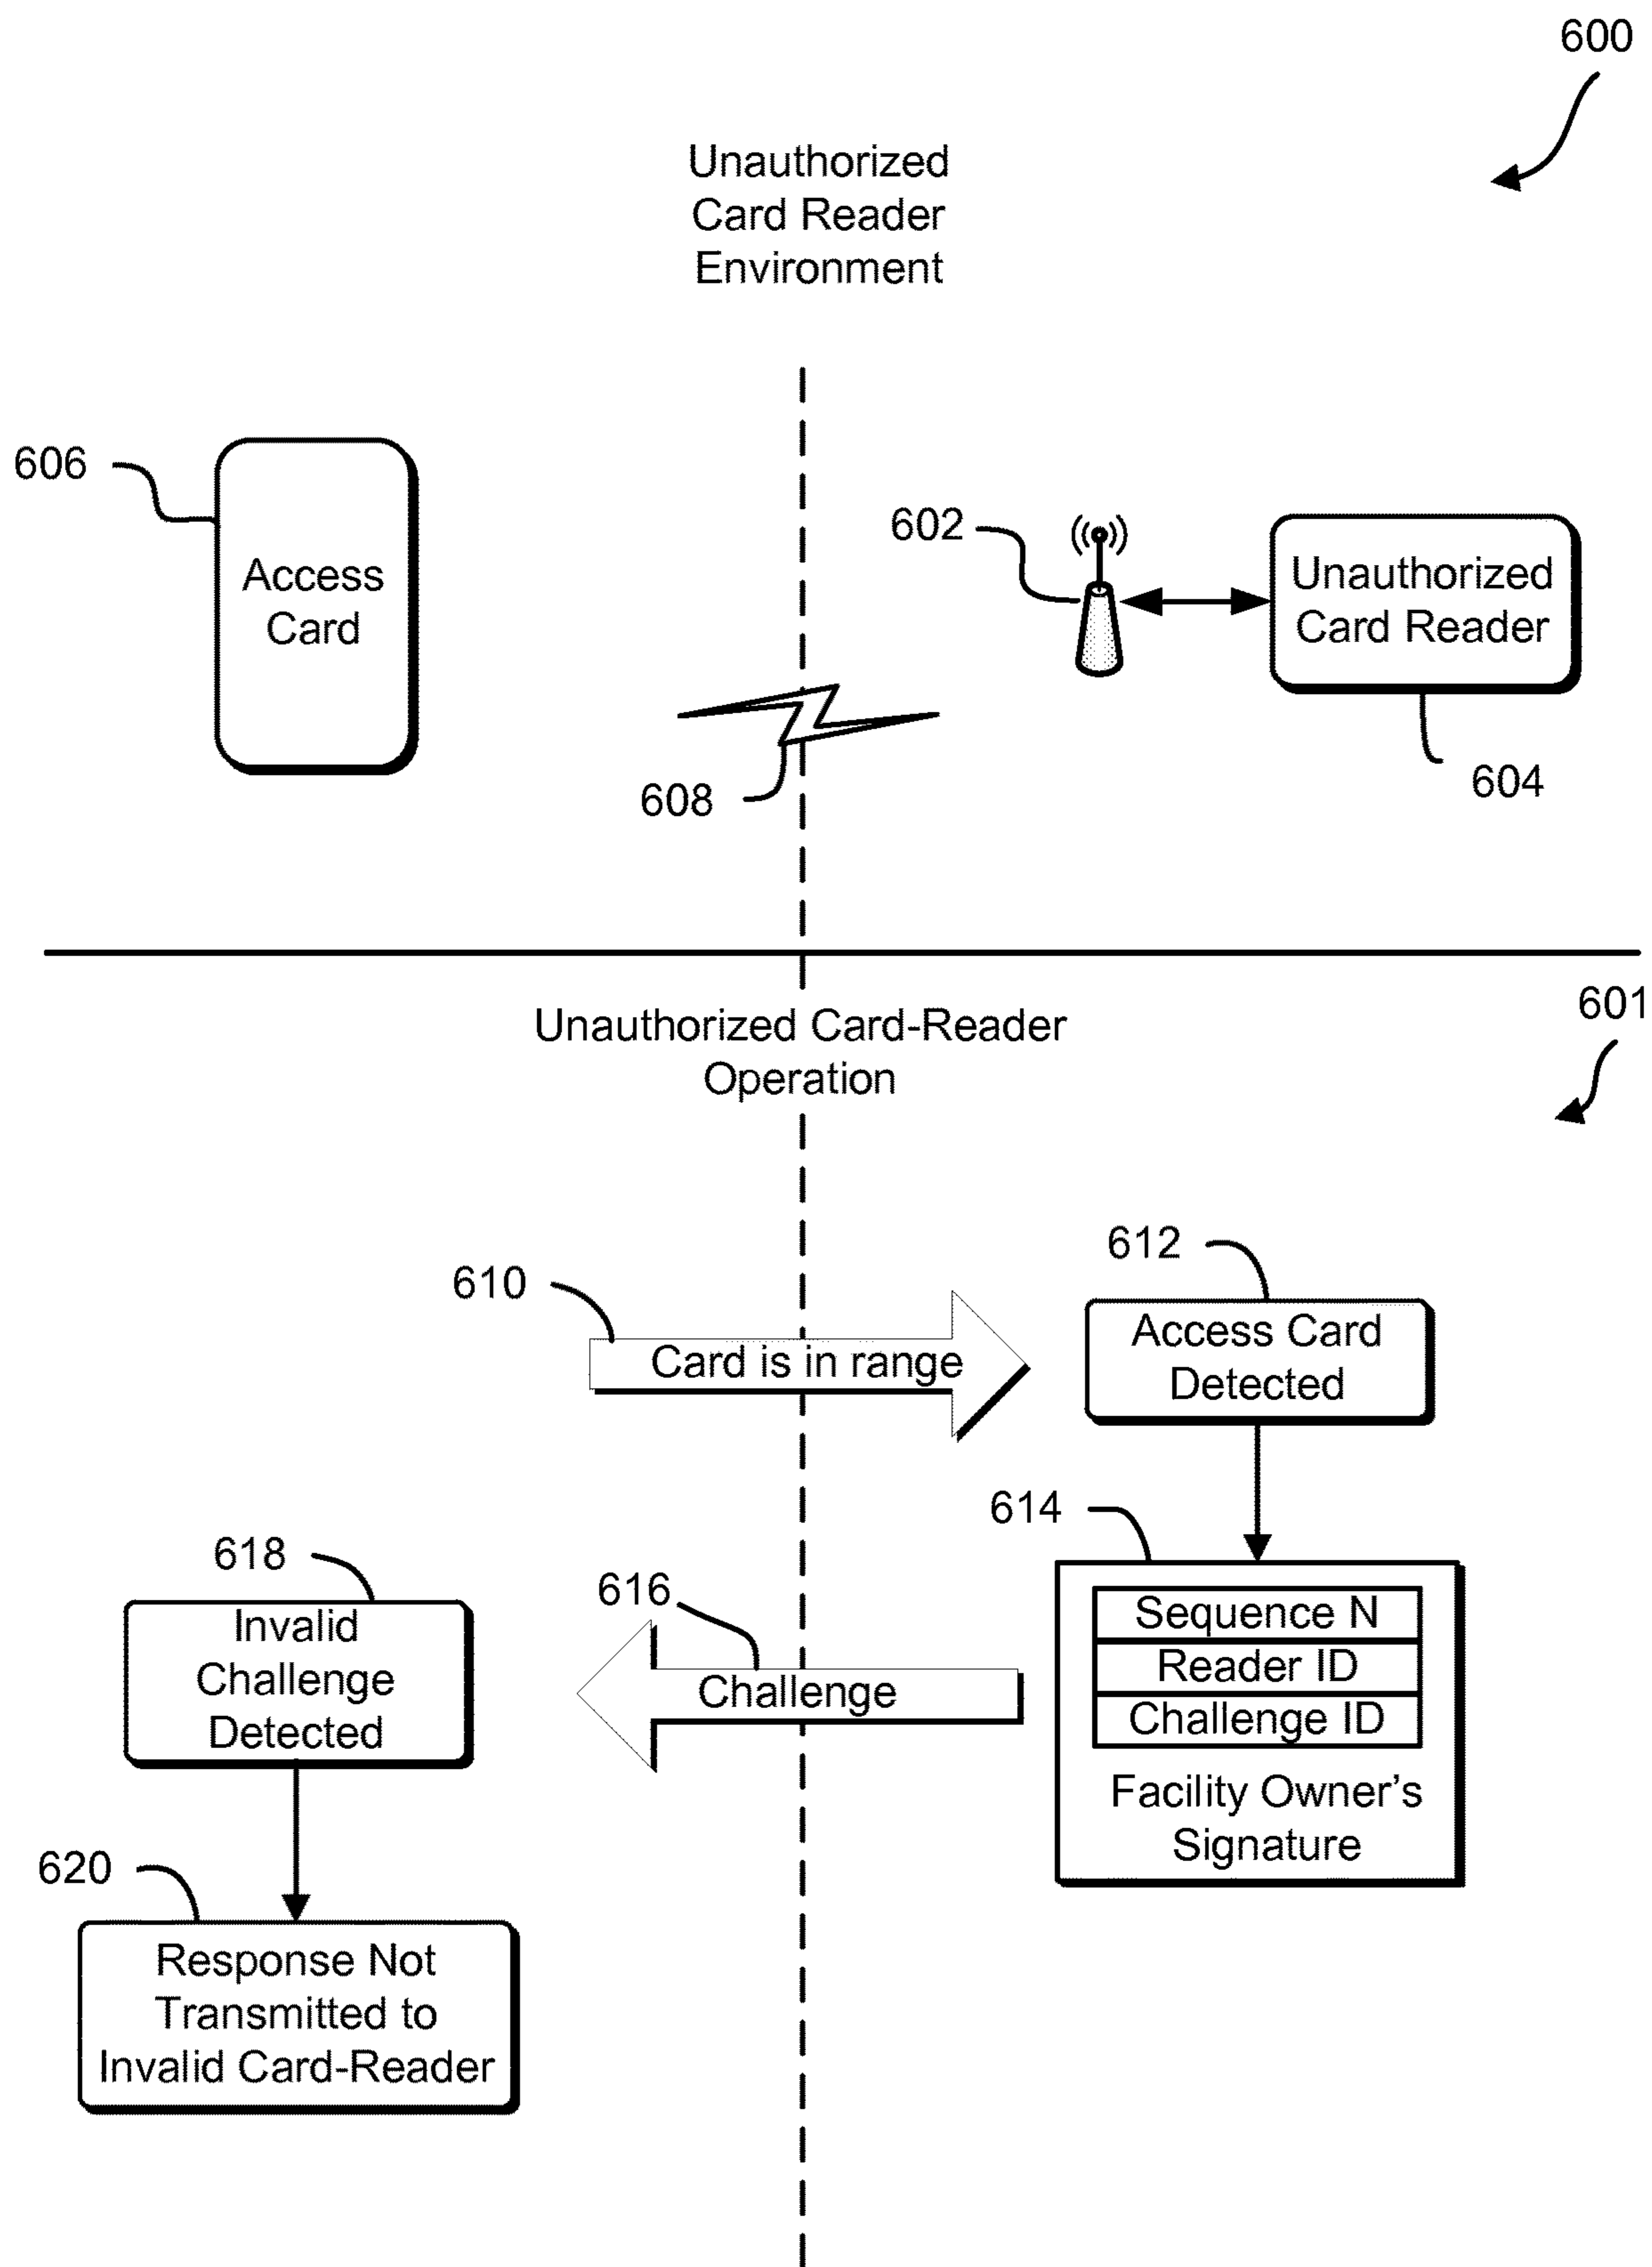 600
Unauthorized
Card Reader
Environment
606
Access
Card
602
Unauthorized
Card Reader
608
604
601
Unauthorized Card-Reader
Operation
612
610
Card is in range
Access Card
Detected
614
618
616
Invalid
Challenge
Detected
Challenge
Sequence N
Reader ID
Challenge ID
Facility Owner's
Signature
620
Response Not
Transmitted to
Invalid Card-Reader